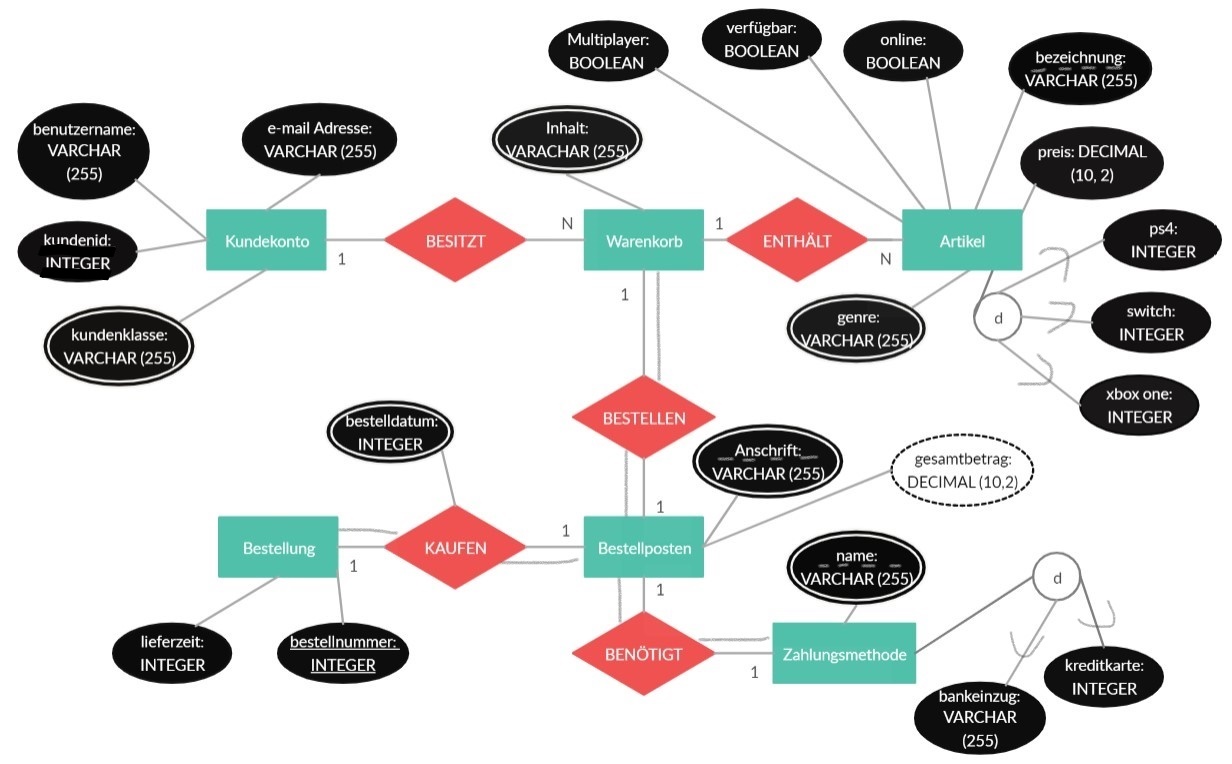 Multiplayer:
BOOLEAN
verfügbar:
BOOLEAN
online:
BOOLEAN
bezeichnung:
VARCHAR (255)
benutzername:
VARCHAR
(255)
e-mail Adresse:
VARCHAR (255)
Inhalt:
VARACHAR (255)
preis: DECIMAL
(10, 2)
kundenid:
INTEGER
Kundekonto
1
BESITZT
N
Warenkorb
1
ENTHÄLT
N
Artikel
ps4:
INTEGER
kundenklasse:
VARCHAR (255)
1
genre:
VARCHAR (255)
d
switch:
INTEGER
xbox one:
INTEGER
BESTELLEN
bestelldatum:
INTEGER
Anschrift:
VARCHAR (255)
gesamtbetrag:
DECIMAL (10,2)
1
Bestellung
1
KAUFEN
1
Bestellposten
1
name:
VARCHAR (255)
d
lieferzeit:
INTEGER
bestellnummer:
INTEGER
BENÖTIGT
1
Zahlungsmethode
kreditkarte:
INTEGER
bankeinzug:
VARCHAR
(255)